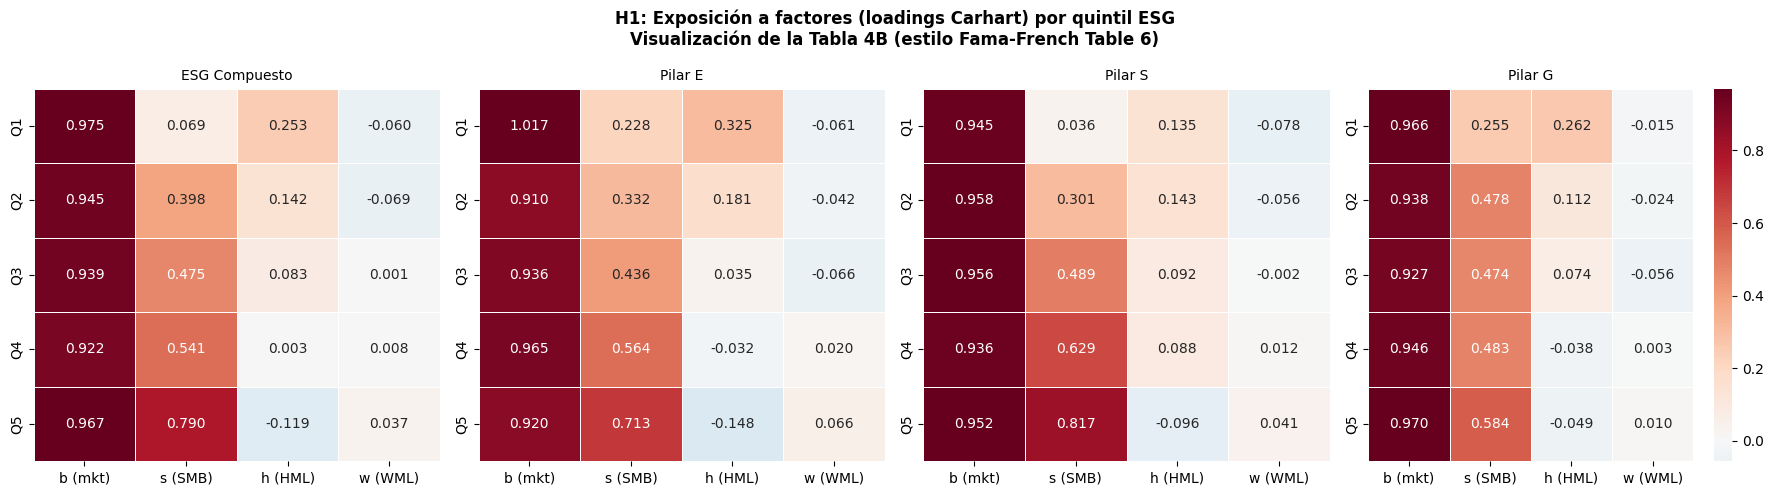 H1: Exposición a factores (loadings Carhart) por quintil ESG
Visualización de la Tabla 4B (estilo Fama-French Table 6)
ESG Compuesto
Q1 0.975 0.069 0.253 -0.060
Q2 0.945 0.398 0.142 -0.069
Q3 0.939 0.475 0.083 0.001
Q4 0.922 0.541 0.003 0.008
Q5 0.967 0.790 -0.119 0.037
b (mkt) s (SMB) h (HML) w (WML)
Pilar E
Q1 1.017 0.228 0.325 -0.061
Q2 0.910 0.332 0.181 -0.042
Q3 0.936 0.436 0.035 -0.066
Q4 0.965 0.564 -0.032 0.020
Q5 0.920 0.713 -0.148 0.066
b (mkt) s (SMB) h (HML) w (WML)
Pilar S
Q1 0.945 0.036 0.135 -0.078
Q2 0.958 0.301 0.143 -0.056
Q3 0.956 0.489 0.092 -0.002
Q4 0.936 0.629 0.088 0.012
Q5 0.952 0.817 -0.096 0.041
b (mkt) s (SMB) h (HML) w (WML)
Pilar G
Q1 0.966 0.255 0.262 -0.015
Q2 0.938 0.478 0.112 -0.024
Q3 0.927 0.474 0.074 -0.056
Q4 0.946 0.483 -0.038 0.003
Q5 0.970 0.584 -0.049 0.010
b (mkt) s (SMB) h (HML) w (WML)
0.8
0.6
0.4
0.2
0.0